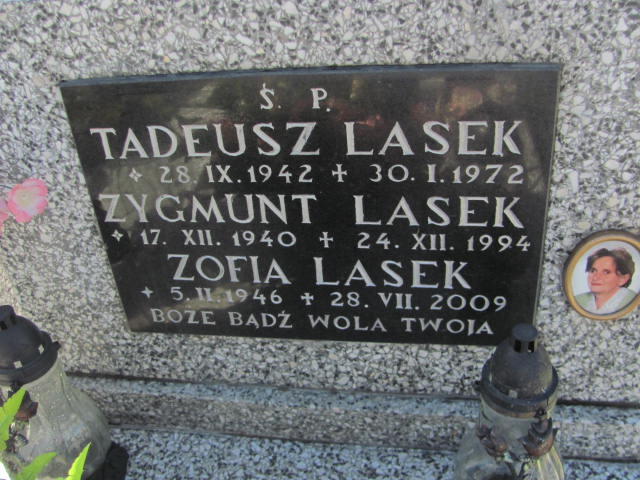 Ś. P.
TADEUSZ LASEK
✦ 28. IX. 1942 ✝ 30. I. 1972
ZYGMUNT LASEK
✦ 17. XII. 1940 ✝ 24. XII. 1994
ZOFIA LASEK
✦ 5. II. 1946 ✝ 28. VII. 2009
BOŻE BĄDŹ WOLA TWOJA